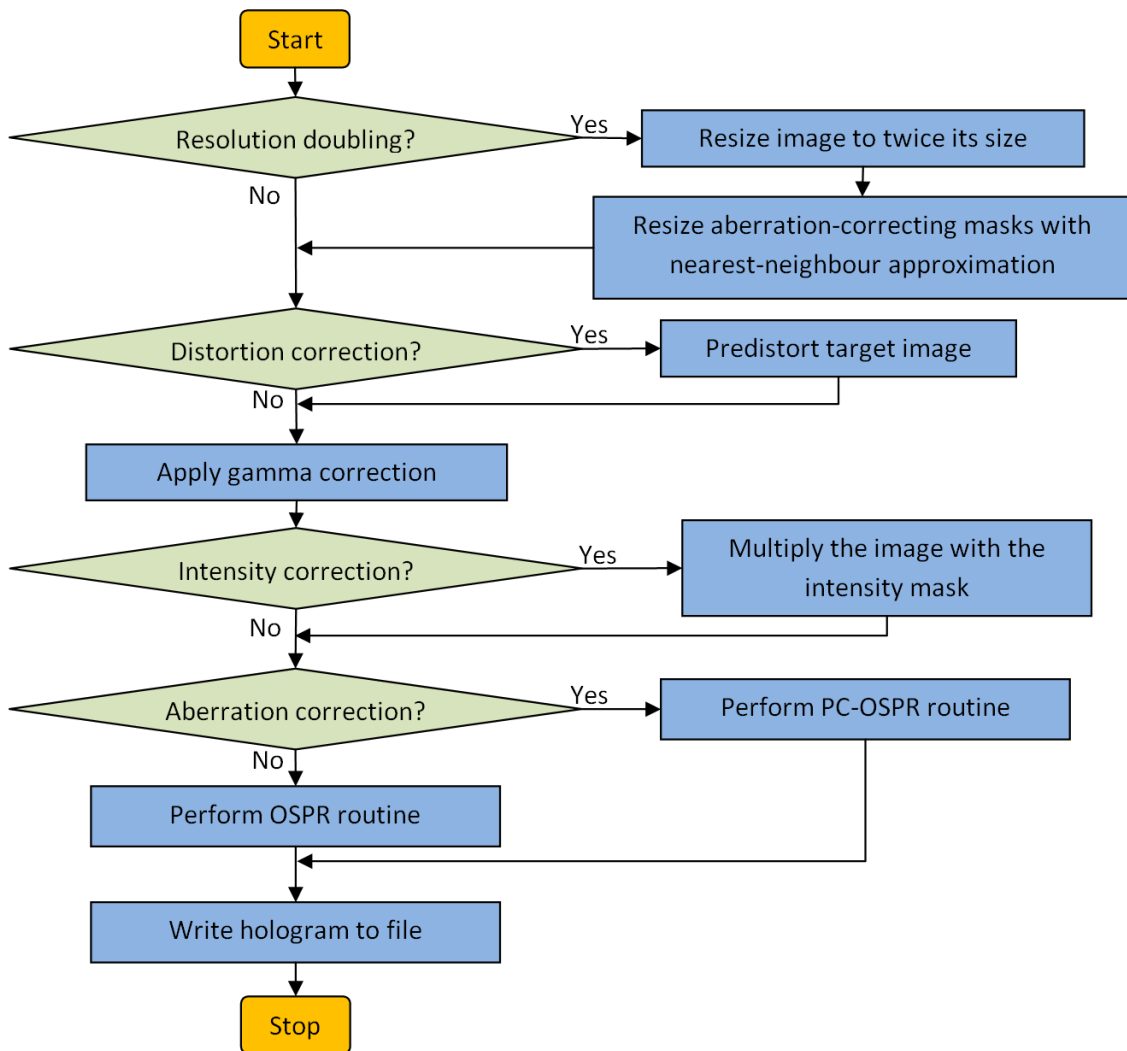 Start
Resolution doubling?
Yes
Resize image to twice its size
No
Resize aberration-correcting masks with
nearest-neighbour approximation
Distortion correction?
Yes
Predistort target image
No
Apply gamma correction
Intensity correction?
Yes
Multiply the image with the
intensity mask
No
Aberration correction?
Yes
Perform PC-OSPR routine
No
Perform OSPR routine
Write hologram to file
Stop